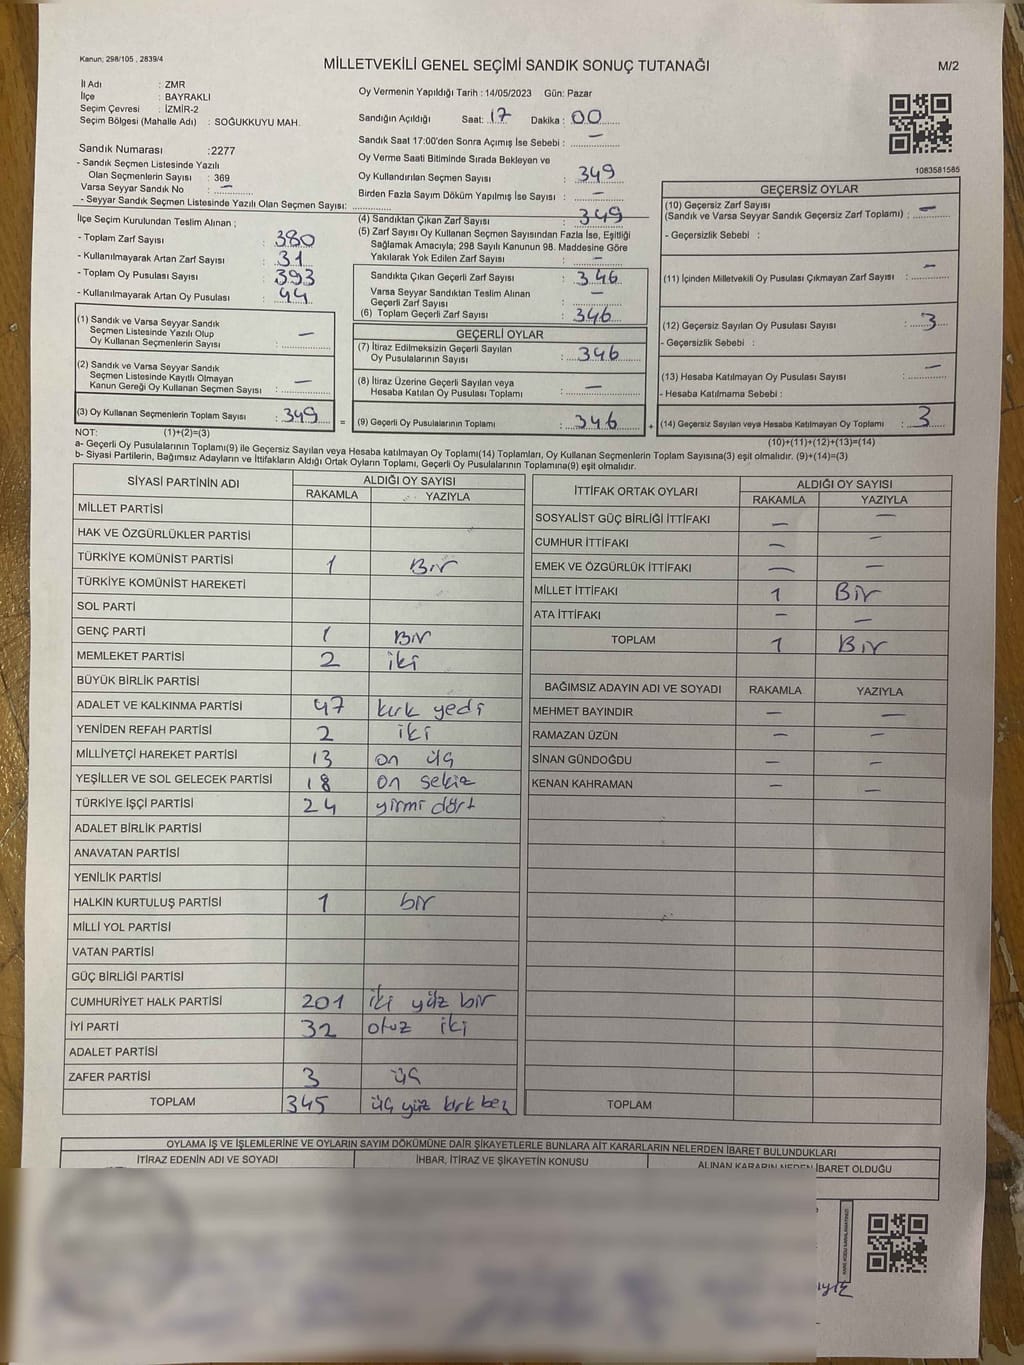 Kanun; 298/105 , 2839/4
MİLLETVEKİLİ GENEL SEÇİMİ SANDIK SONUÇ TUTANAĞI
M/2
İl Adı : ZMR
İlçe : BAYRAKLI
Seçim Çevresi : İZMİR-2
Seçim Bölgesi (Mahalle Adı) : SOĞUKKUYU MAH.
Sandık Numarası :2277
- Sandık Seçmen Listesinde Yazılı
Olan Seçmenlerin Sayısı : 369
Varsa Seyyar Sandık No : —
- Seyyar Sandık Seçmen Listesinde Yazılı Olan Seçmen Sayısı:
İlçe Seçim Kurulundan Teslim Alınan ;
- Toplam Zarf Sayısı : 380
- Kullanılmayarak Artan Zarf Sayısı : 31
- Toplam Oy Pusulası Sayısı : 393
- Kullanılmayarak Artan Oy Pusulası : 44
(1) Sandık ve Varsa Seyyar Sandık
Seçmen Listesinde Yazılı Olup
Oy Kullanan Seçmenlerin Sayısı : —
(2) Sandık ve Varsa Seyyar Sandık
Seçmen Listesinde Kayıtlı Olmayan
Kanun Gereği Oy Kullanan Seçmen Sayısı : —
(3) Oy Kullanan Seçmenlerin Toplam Sayısı : 349
Oy Vermenin Yapıldığı Tarih : 14/05/2023 Gün: Pazar
Sandığın Açıldığı Saat: 17 Dakika : 00
Sandık Saat 17:00'den Sonra Açımış İse Sebebi : —
Oy Verme Saati Bitiminde Sırada Bekleyen ve
Oy Kullandırılan Seçmen Sayısı : 349
Birden Fazla Sayım Döküm Yapılmış İse Sayısı : —
(4) Sandıktan Çıkan Zarf Sayısı : 349
(5) Zarf Sayısı Oy Kullanan Seçmen Sayısından Fazla İse, Eşitliği
Sağlamak Amacıyla; 298 Sayılı Kanunun 98. Maddesine Göre
Yakılarak Yok Edilen Zarf Sayısı : —
Sandıkta Çıkan Geçerli Zarf Sayısı : 346
Varsa Seyyar Sandıktan Teslim Alınan
Geçerli Zarf Sayısı : —
(6) Toplam Geçerli Zarf Sayısı : 346
GEÇERLİ OYLAR
(7) İtiraz Edilmeksizin Geçerli Sayılan
Oy Pusulalarının Sayısı : 346
(8) İtiraz Üzerine Geçerli Sayılan veya
Hesaba Katılan Oy Pusulası Toplamı : —
= (9) Geçerli Oy Pusulalarının Toplamı : 346 +
1083581585
GEÇERSİZ OYLAR
(10) Geçersiz Zarf Sayısı
(Sandık ve Varsa Seyyar Sandık Geçersiz Zarf Toplamı) : —
- Geçersizlik Sebebi :
(11) İçinden Milletvekili Oy Pusulası Çıkmayan Zarf Sayısı : —
(12) Geçersiz Sayılan Oy Pusulası Sayısı : 3
- Geçersizlik Sebebi :
(13) Hesaba Katılmayan Oy Pusulası Sayısı : —
- Hesaba Katılmama Sebebi :
(14) Geçersiz Sayılan veya Hesaba Katılmayan Oy Toplamı : 3
NOT: (1)+(2)=(3)
(10)+(11)+(12)+(13)=(14)
a- Geçerli Oy Pusulasının Toplamı(9) ile Geçersiz Sayılan veya Hesaba katılmayan Oy Toplamı(14) Toplamları, Oy Kullanan Seçmenlerin Toplam Sayısına(3) eşit olmalıdır. (9)+(14)=(3)
b- Siyasi Partilerin, Bağımsız Adayların ve İttifakların Aldığı Ortak Oyların Toplamı, Geçerli Oy Pusulasının Toplamına(9) eşit olmalıdır.
SİYASİ PARTİNİN ADI ALDIĞI OY SAYISI
RAKAMLA YAZIYLA
MİLLET PARTİSİ
HAK VE ÖZGÜRLÜKLER PARTİSİ
TÜRKİYE KOMÜNİST PARTİSİ 1 Bir
TÜRKİYE KOMÜNİST HAREKETİ
SOL PARTİ
GENÇ PARTİ 1 Bir
MEMLEKET PARTİSİ 2 iki
BÜYÜK BİRLİK PARTİSİ
ADALET VE KALKINMA PARTİSİ 47 kırk yedi
YENİDEN REFAH PARTİSİ 2 iki
MİLLİYETÇİ HAREKET PARTİSİ 13 on üç
YEŞİLLER VE SOL GELECEK PARTİSİ 18 on sekiz
TÜRKİYE İŞÇİ PARTİSİ 24 yirmi dört
ADALET BİRLİK PARTİSİ
ANAVATAN PARTİSİ
YENİLİK PARTİSİ
HALKIN KURTULUŞ PARTİSİ 1 bir
MİLLİ YOL PARTİSİ
VATAN PARTİSİ
GÜÇ BİRLİĞİ PARTİSİ
CUMHURİYET HALK PARTİSİ 201 iki yüz bir
İYİ PARTİ 32 otuz iki
ADALET PARTİSİ
ZAFER PARTİSİ 3 üç
TOPLAM 345 üç yüz kırk beş
İTTİFAK ORTAK OYLARI ALDIĞI OY SAYISI
RAKAMLA YAZIYLA
SOSYALİST GÜÇ BİRLİĞİ İTTİFAKI — —
CUMHUR İTTİFAKI — —
EMEK VE ÖZGÜRLÜK İTTİFAKI — —
MİLLET İTTİFAKI 1 Bir
ATA İTTİFAKI — —
TOPLAM 1 Bir
BAĞIMSIZ ADAYIN ADI VE SOYADI RAKAMLA YAZIYLA
MEHMET BAYINDIR — —
RAMAZAN ÜZÜN — —
SİNAN GÜNDOĞDU — —
KENAN KAHRAMAN — —
TOPLAM
OYLAMA İŞ VE İŞLEMLERİNE VE OYLARIN SAYIM DÖKÜMÜNE DAİR ŞİKAYETLERLE BUNLARA AİT KARARLARIN NELERDEN İBARET BULUNDUKLARI
İTİRAZ EDENİN ADI VE SOYADI İHBAR, İTİRAZ VE ŞİKAYETİN KONUSU ALINAN KARARIN NEDEN İBARET OLDUĞU